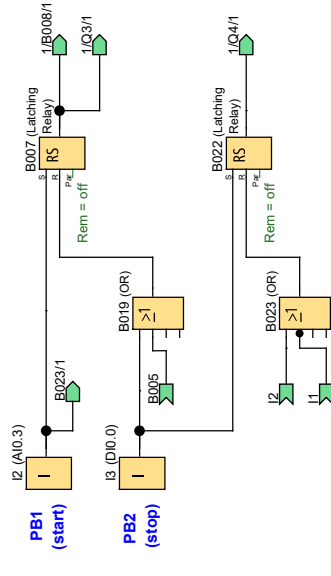 PB1
(start)
I2 (AI0.3)
I
B023/1
B007 (Latching
Relay)
RS
S
R
Par
Rem = off
1/B008/1
1/Q3/1
PB2
(stop)
I3 (DI0.0)
I
B005
B019 (OR)
>1
B022 (Latching
Relay)
RS
S
R
Par
Rem = off
1/Q4/1
I2
I1
B023 (OR)
>1